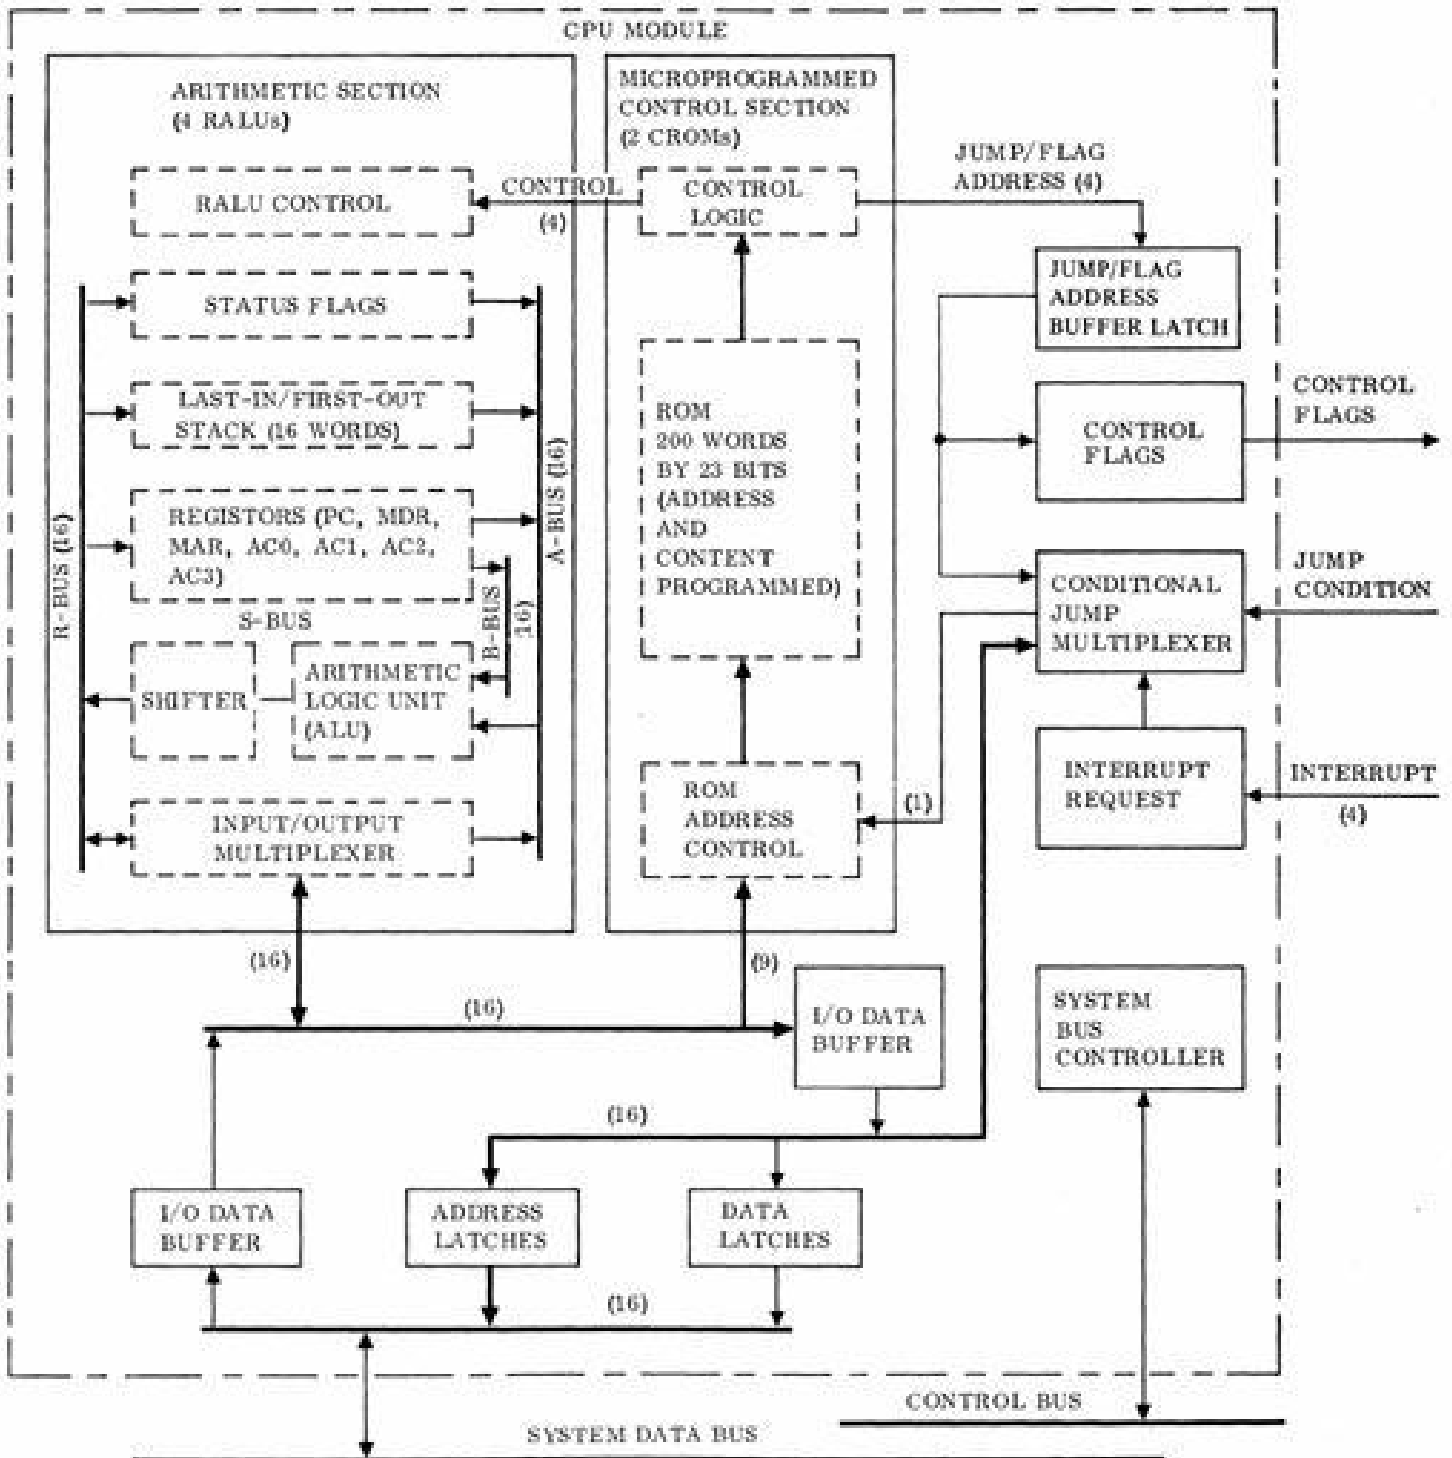 CPU MODULE
ARITHMETIC SECTION
(4 RALUs)
RALU CONTROL
STATUS FLAGS
LAST-IN/FIRST-OUT
STACK (16 WORDS)
REGISTORS (PC, MDR,
MAR, AC0, AC1, AC2,
AC3)
S-BUS
SHIFTER
ARITHMETIC
LOGIC UNIT
(ALU)
INPUT/OUTPUT
MULTIPLEXER
R-BUS (16)
A-BUS (16)
B-BUS
16)
CONTROL
(4)
MICROPROGRAMMED
CONTROL SECTION
(2 CROMs)
CONTROL
LOGIC
ROM
200 WORDS
BY 23 BITS
(ADDRESS
AND
CONTENT
PROGRAMMED)
ROM
ADDRESS
CONTROL
JUMP/FLAG
ADDRESS (4)
JUMP/FLAG
ADDRESS
BUFFER LATCH
CONTROL
FLAGS
CONTROL
FLAGS
CONDITIONAL
JUMP
MULTIPLEXER
JUMP
CONDITION
INTERRUPT
REQUEST
INTERRUPT
(4)
(1)
(16)
(9)
(16)
I/O DATA
BUFFER
SYSTEM
BUS
CONTROLLER
(16)
I/O DATA
BUFFER
ADDRESS
LATCHES
DATA
LATCHES
(16)
CONTROL BUS
SYSTEM DATA BUS